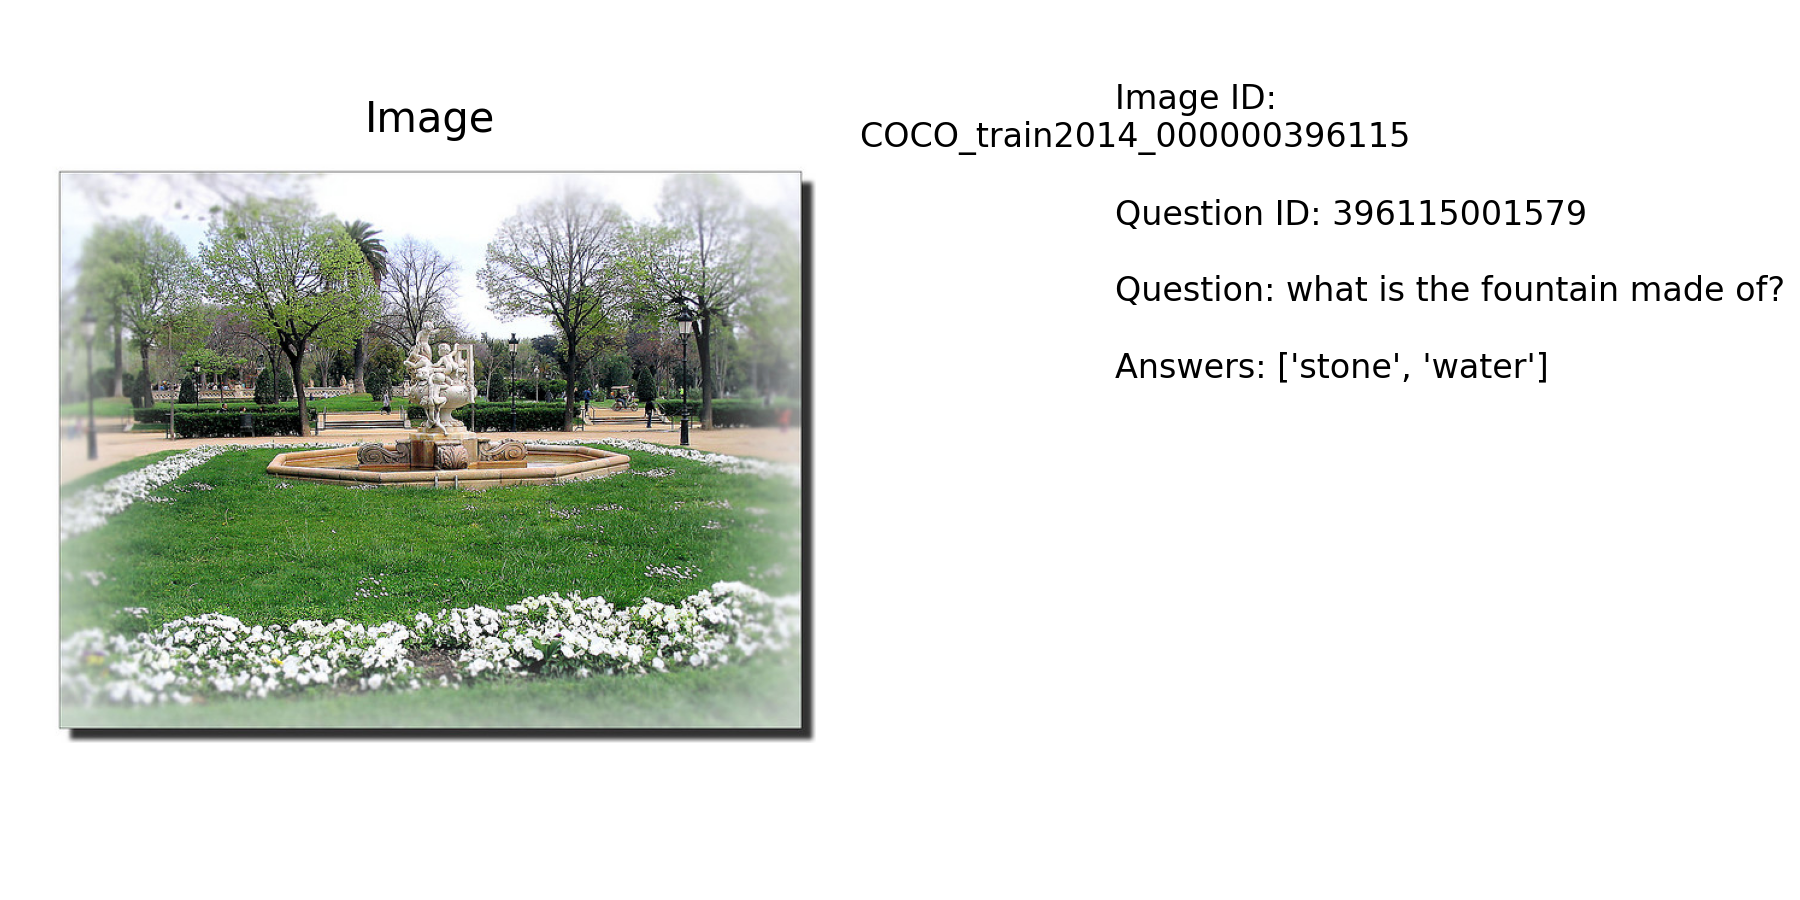 Image
Image ID:
COCO_train2014_000000396115
Question ID: 396115001579
Question: what is the fountain made of?
Answers: ['stone', 'water']